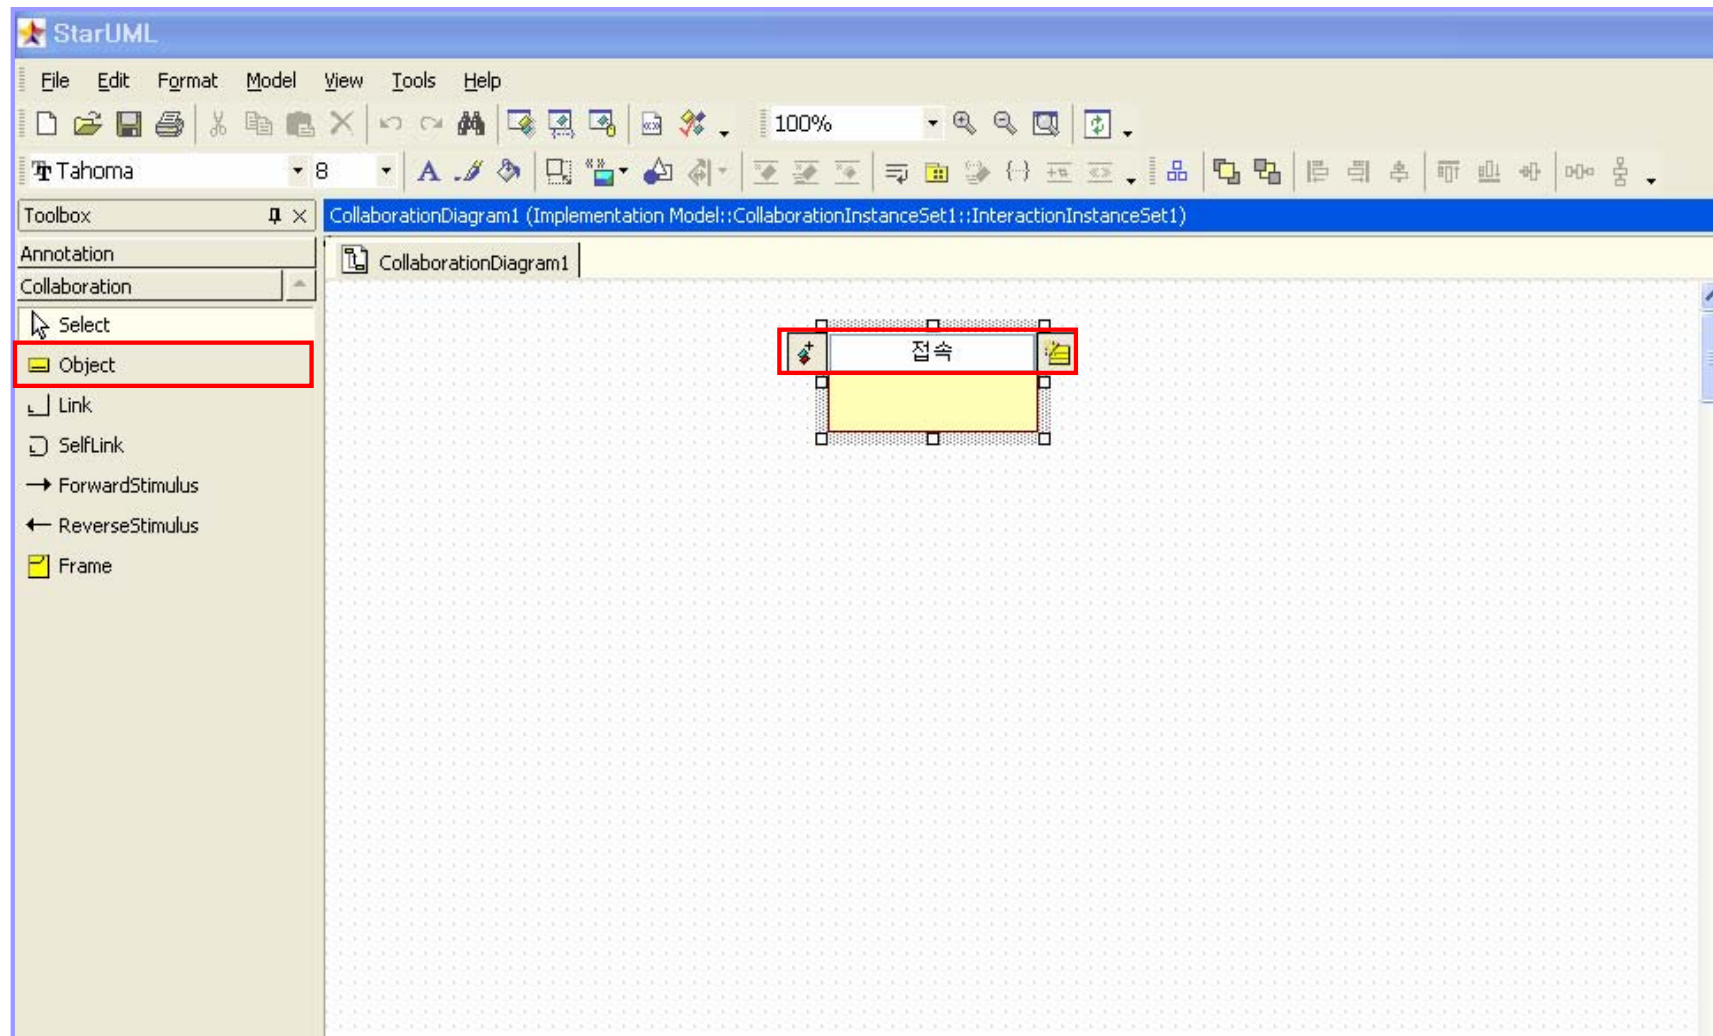 StarUML
File Edit Format Model View Tools Help
100%
Tahoma 8
Toolbox
CollaborationDiagram1 (Implementation Model::CollaborationInstanceSet1::InteractionInstanceSet1)
Annotation
CollaborationDiagram1
Collaboration
Select
접속
Object
Link
SelfLink
ForwardStimulus
ReverseStimulus
Frame